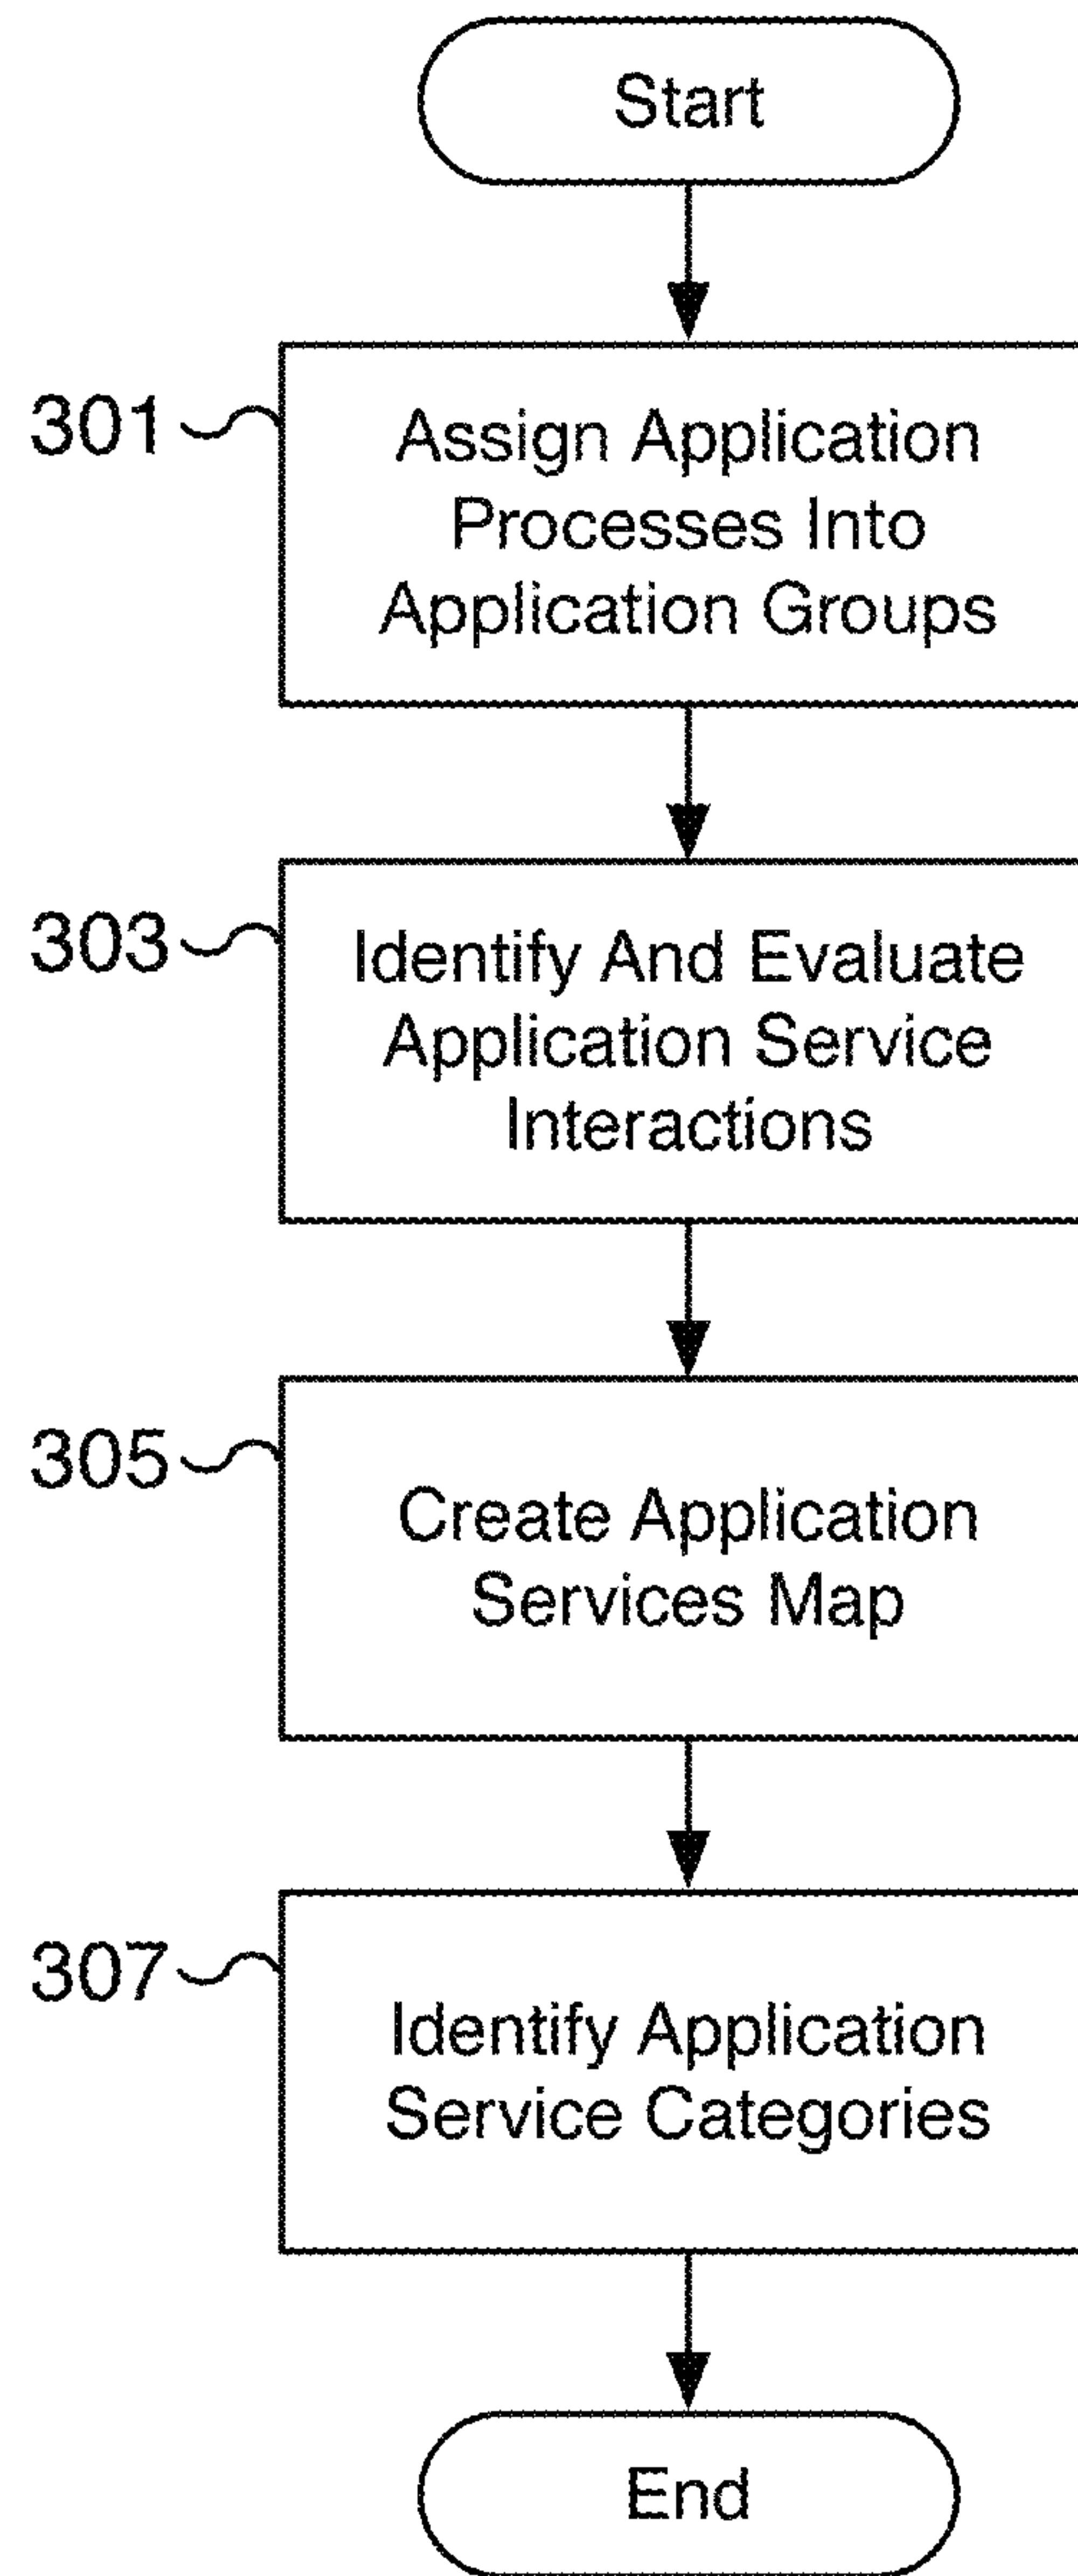 Start
301
Assign Application
Processes Into
Application Groups
303
Identify And Evaluate
Application Service
Interactions
305
Create Application
Services Map
307
Identify Application
Service Categories
End